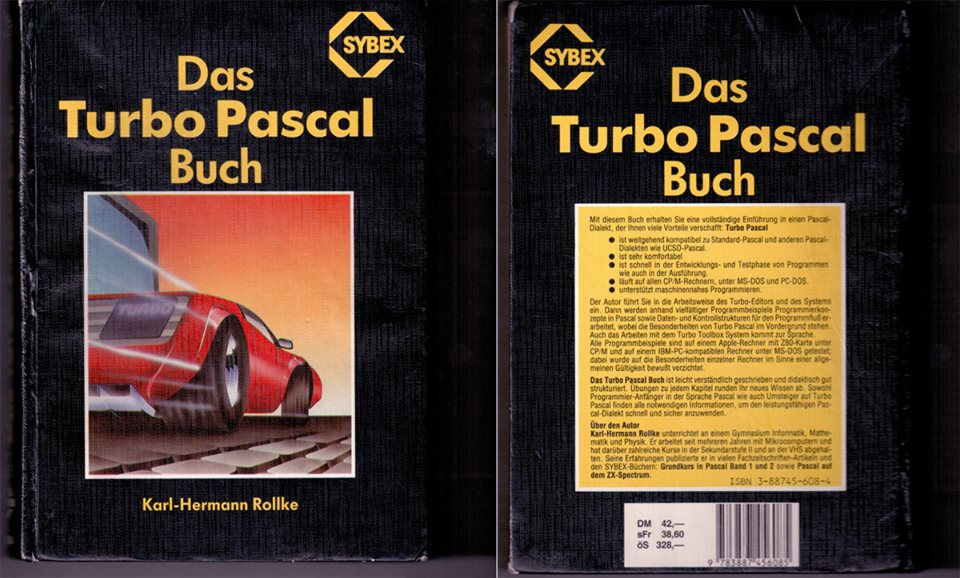 SYBEX
Das
Turbo Pascal
Buch
TURBO
Karl-Hermann Rollke
SYBEX
Das
Turbo Pascal
Buch
Mit diesem Buch erhalten Sie eine vollständige Einführung in einen Pascal-
Dialekt, der Ihnen viele Vorteile verschafft: Turbo Pascal
● ist weitgehend kompatibel zu Standard-Pascal und anderen Pascal-
Dialekten wie UCSD-Pascal.
● ist sehr komfortabel
● ist schnell in der Entwicklungs- und Testphase von Programmen
wie auch in der Ausführung.
● läuft auf allen CP/M-Rechnern, unter MS-DOS und PC-DOS.
● unterstützt maschinennahes Programmieren.
Der Autor führt Sie in die Arbeitsweise des Turbo-Editors und des Systems
ein. Dann werden anhand vielfältiger Programmbeispiele Programmierkon-
zepte in Pascal sowie Daten- und Kontrollstrukturen für den Programmfluß er-
arbeitet, wobei die Besonderheiten von Turbo Pascal im Vordergrund stehen.
Auch das Arbeiten mit dem Turbo Toolbox System kommt zur Sprache.
Alle Programmbeispiele sind auf einem Apple-Rechner mit Z80-Karte unter
CP/M und auf einem IBM-PC-kompatiblen Rechner unter MS-DOS getestet;
dabei wurde auf die Besonderheiten einzelner Rechner im Sinne einer allge-
meinen Gültigkeit bewußt verzichtet.
Das Turbo Pascal Buch ist leicht verständlich geschrieben und didaktisch gut
strukturiert. Übungen zu jedem Kapitel runden Ihr neues Wissen ab. Sowohl
Programmier-Anfänger in der Sprache Pascal wie auch Umsteiger auf Turbo
Pascal finden alle notwendigen Informationen, um den leistungsfähigen Pas-
cal-Dialekt schnell und sicher anzuwenden.
Über den Autor
Karl-Hermann Rollke unterrichtet an einem Gymnasium Informatik, Mathe-
matik und Physik. Er arbeitet seit mehreren Jahren mit Mikrocomputern und
hat darüber zahlreiche Kurse in der Sekundarstufe II und an der VHS abgehal-
ten. Seine Erfahrungen publizierte er in vielen Fachzeitschriften-Artikeln und
den SYBEX-Büchern: Grundkurs in Pascal Band 1 und 2 sowie Pascal auf
dem ZX-Spectrum.
ISBN 3-88745-608-4
DM 42,—
sFr 38,60
öS 328,—
9 783887 456085